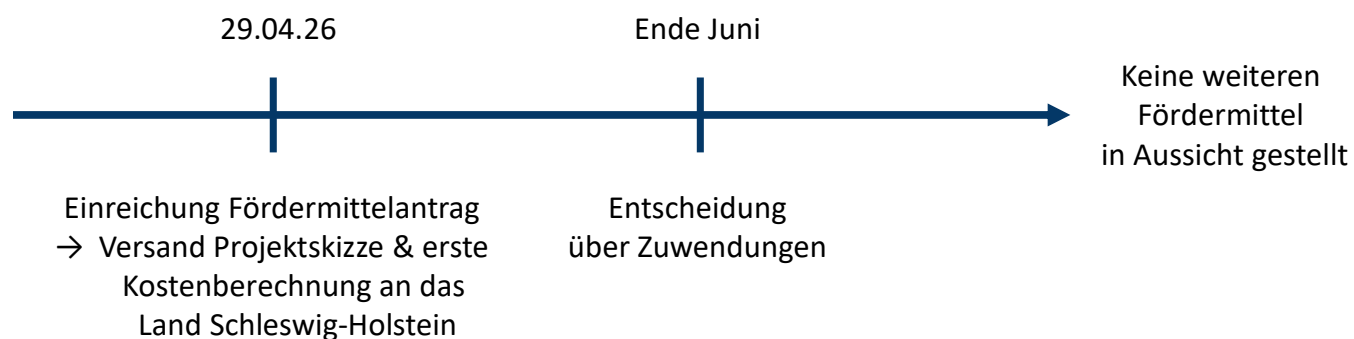 29.04.26
Ende Juni
Keine weiteren
Fördermittel
in Aussicht gestellt
Einreichung Fördermittelantrag
→ Versand Projektskizze & erste
Kostenberechnung an das
Land Schleswig-Holstein
Entscheidung
über Zuwendungen